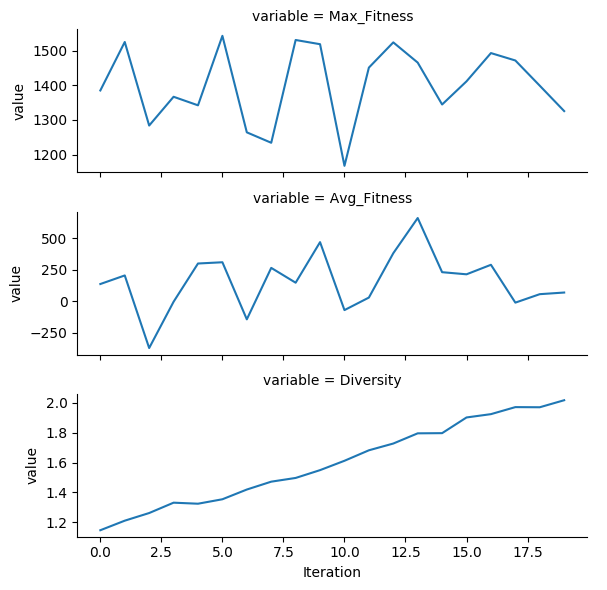 variable = Max_Fitness
value
1500
1400
1300
1200
variable = Avg_Fitness
value
500
250
0
−250
variable = Diversity
value
2.0
1.8
1.6
1.4
1.2
0.0 2.5 5.0 7.5 10.0 12.5 15.0 17.5
Iteration